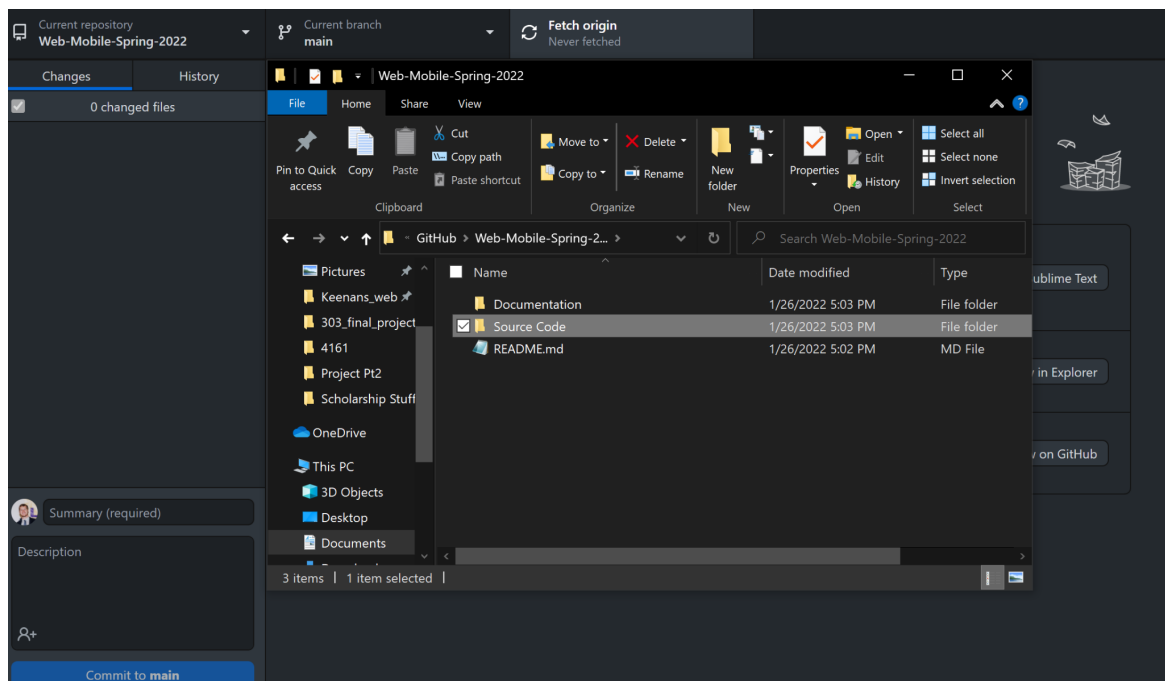 Current repository
Web-Mobile-Spring-2022
Current branch
main
Fetch origin
Never fetched
Changes History
0 changed files
Web-Mobile-Spring-2022
File Home Share View
Pin to Quick access
Copy
Paste
Cut
Copy path
Paste shortcut
Clipboard
Move to
Copy to
Delete
Rename
Organize
New folder
New
Properties
Open
Edit
History
Open
Select all
Select none
Invert selection
Select
« GitHub > Web-Mobile-Spring-2... >
Search Web-Mobile-Spring-2022
Pictures
Keenans_web
303_final_project
4161
Project Pt2
Scholarship Stuff
OneDrive
This PC
3D Objects
Desktop
Documents
Name Date modified Type
Documentation 1/26/2022 5:03 PM File folder
Source Code 1/26/2022 5:03 PM File folder
README.md 1/26/2022 5:02 PM MD File
3 items | 1 item selected |
ublime Text
in Explorer
on GitHub
Summary (required)
Description
Commit to main